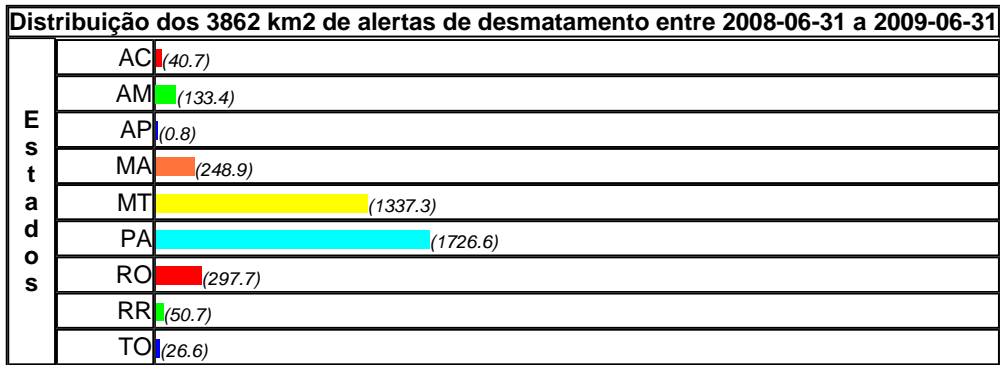 Distribuição dos 3862 km2 de alertas de desmatamento entre 2008-06-31 a 2009-06-31
Estados
AC (40.7)
AM (133.4)
AP (0.8)
MA (248.9)
MT (1337.3)
PA (1726.6)
RO (297.7)
RR (50.7)
TO (26.6)